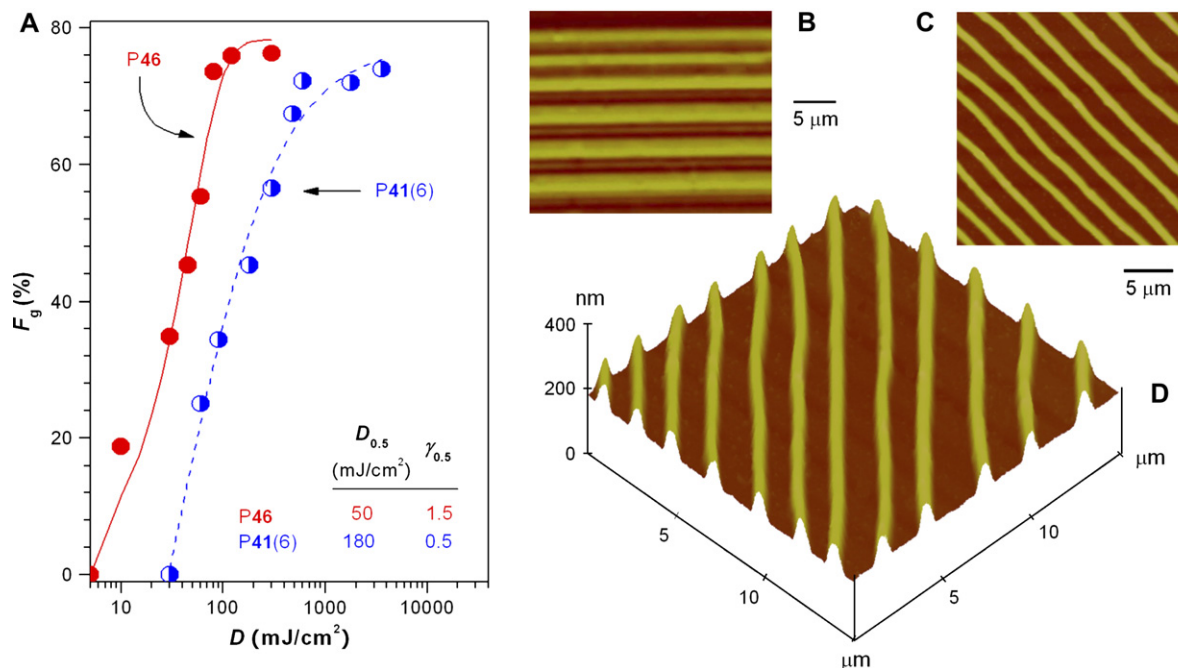 A
80
60
40
20
0
F_g (%)
P46
P41(6)
D_0.5
(mJ/cm²)
γ_0.5
P46 50 1.5
P41(6) 180 0.5
10 100 1000 10000
D (mJ/cm²)
B
5 μm
C
5 μm
D
nm
400
200
0
5
10
μm
5
10
μm